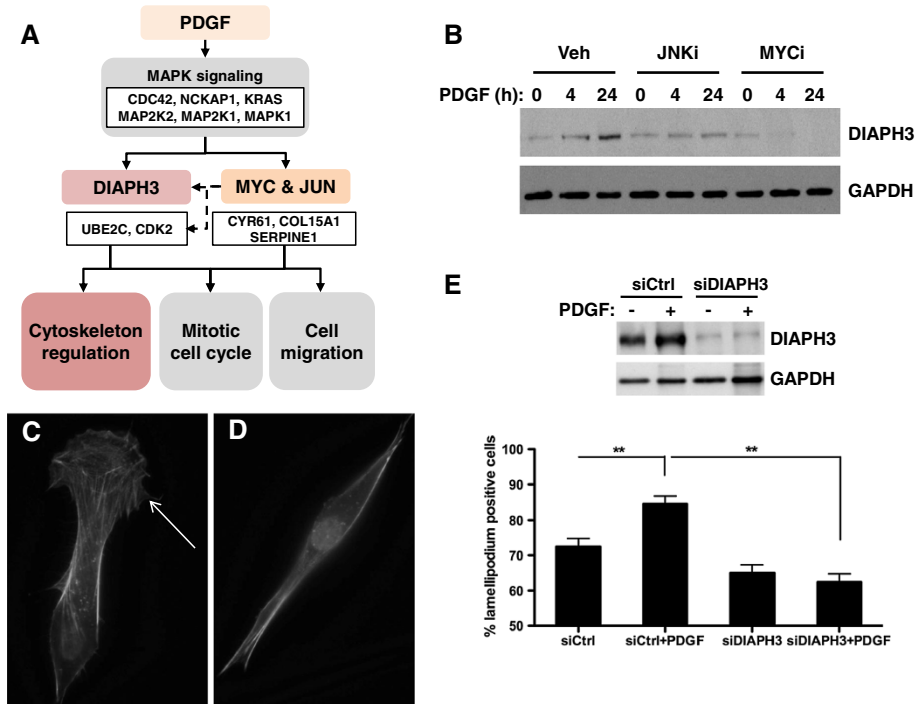 A
PDGF
MAPK signaling
CDC42, NCKAP1, KRAS
MAP2K2, MAP2K1, MAPK1
DIAPH3
MYC & JUN
UBE2C, CDK2
CYR61, COL15A1
SERPINE1
Cytoskeleton
regulation
Mitotic
cell cycle
Cell
migration
B
Veh JNKi MYCi
PDGF (h): 0 4 24 0 4 24 0 4 24
DIAPH3
GAPDH
C
D
E
siCtrl siDIAPH3
PDGF: - + - +
DIAPH3
GAPDH
% lamellipodium positive cells
100
90
80
70
60
50
** **
siCtrl siCtrl+PDGF siDIAPH3 siDIAPH3+PDGF